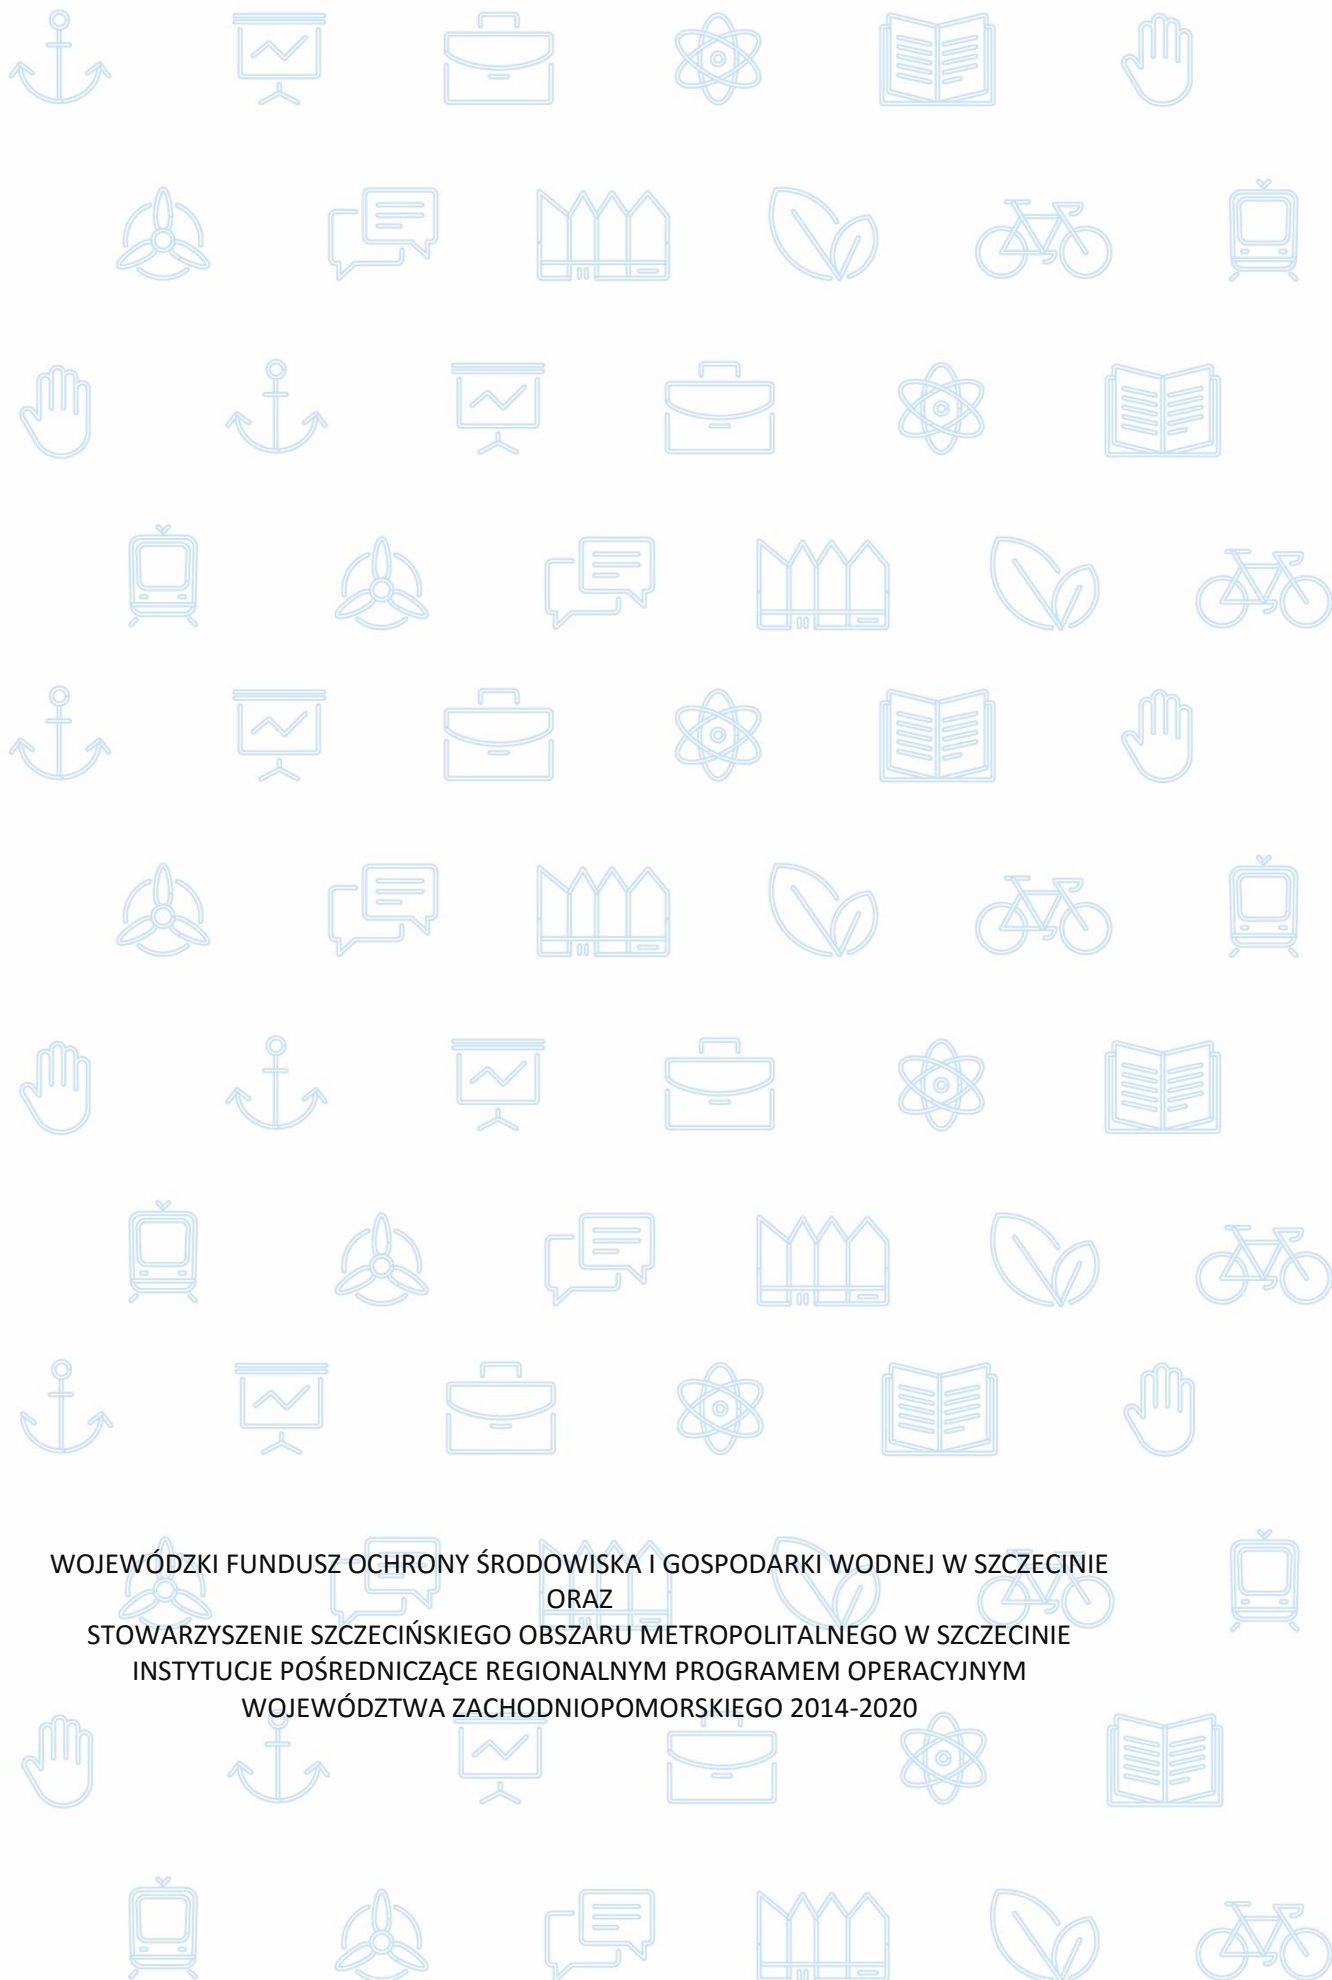 WOJEWÓDZKI FUNDUSZ OCHRONY ŚRODOWISKA I GOSPODARKI WODNEJ W SZCZECINIE
ORAZ
STOWARZYSZENIE SZCZECIŃSKIEGO OBSZARU METROPOLITALNEGO W SZCZECINIE
INSTYTUCJE POŚREDNICZĄCE REGIONALNYM PROGRAMEM OPERACYJNYM
WOJEWÓDZTWA ZACHODNIOPOMORSKIEGO 2014-2020